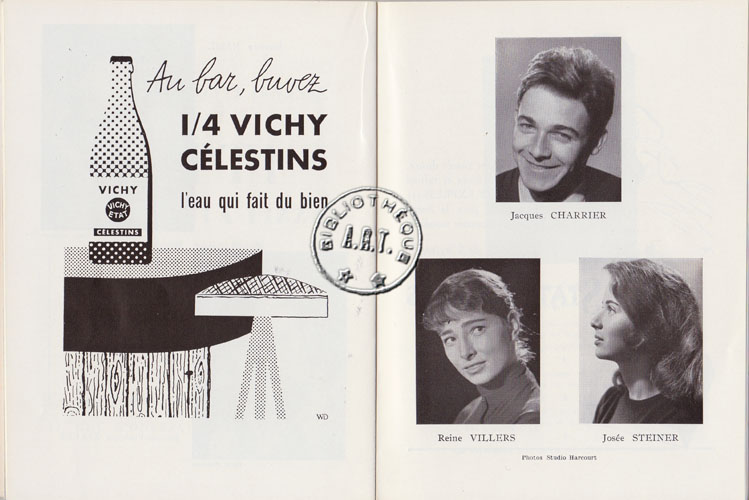 Au bar, buvez
1/4 VICHY
CÉLESTINS
l'eau qui fait du bien
VICHY
VICHY
ETAT
CÉLESTINS
WD
BIBLIOTHÈQUE
A.R.T.
Jacques CHARRIER
Reine VILLERS
Josée STEINER
Photos Studio Harcourt